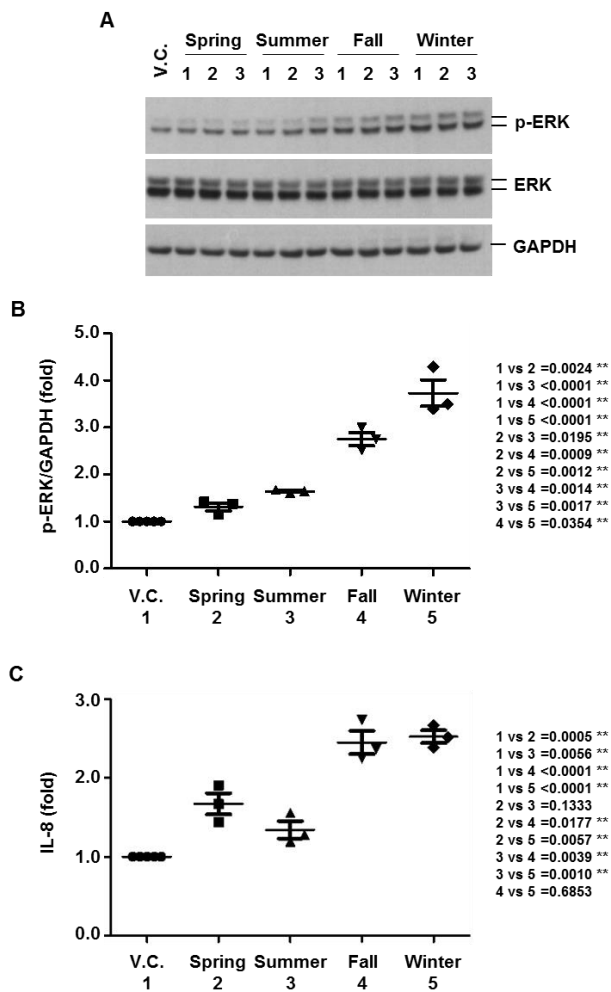 A
V.C.
Spring Summer Fall Winter
1 2 3 1 2 3 1 2 3 1 2 3
p-ERK
ERK
GAPDH
B
p-ERK/GAPDH (fold)
5.0
4.0
3.0
2.0
1.0
0.0
V.C. Spring Summer Fall Winter
1 2 3 4 5
1 vs 2 =0.0024 **
1 vs 3 <0.0001 **
1 vs 4 <0.0001 **
1 vs 5 <0.0001 **
2 vs 3 =0.0195 **
2 vs 4 =0.0009 **
2 vs 5 =0.0012 **
3 vs 4 =0.0014 **
3 vs 5 =0.0017 **
4 vs 5 =0.0354 **
C
IL-8 (fold)
3.0
2.0
1.0
0.0
V.C. Spring Summer Fall Winter
1 2 3 4 5
1 vs 2 =0.0005 **
1 vs 3 =0.0056 **
1 vs 4 <0.0001 **
1 vs 5 <0.0001 **
2 vs 3 =0.1333
2 vs 4 =0.0177 **
2 vs 5 =0.0057 **
3 vs 4 =0.0039 **
3 vs 5 =0.0010 **
4 vs 5 =0.6853